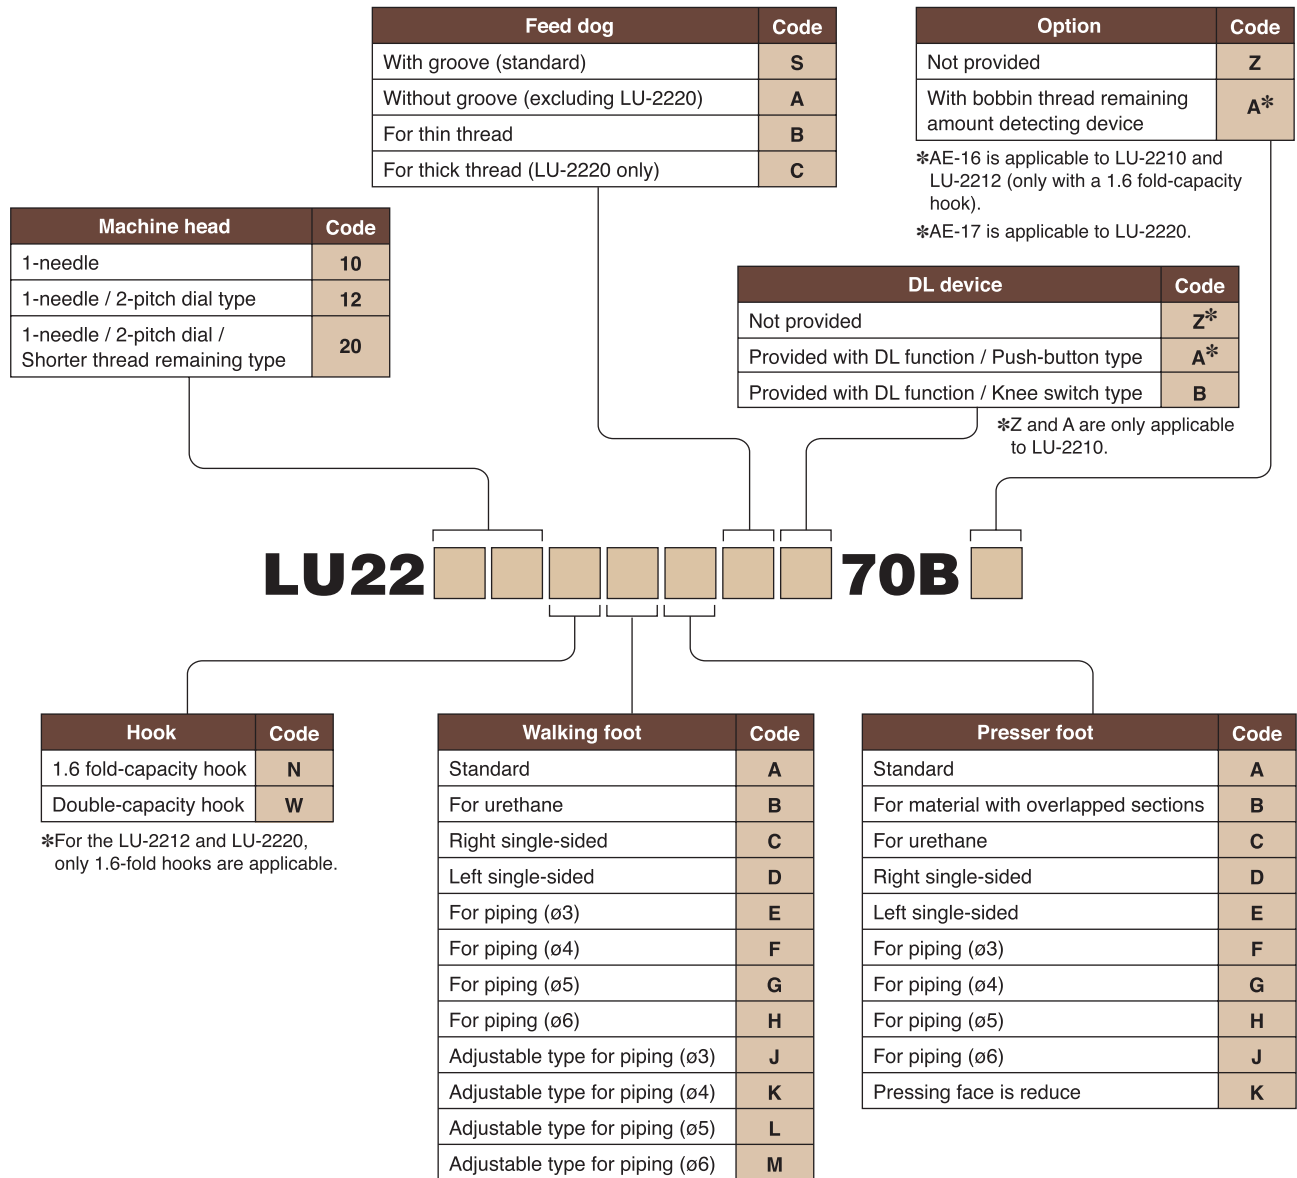 Feed dog Code
With groove (standard) S
Without groove (excluding LU-2220) A
For thin thread B
For thick thread (LU-2220 only) C
Option Code
Not provided Z
With bobbin thread remaining
amount detecting device A✽
✽AE-16 is applicable to LU-2210 and
LU-2212 (only with a 1.6 fold-capacity
hook).
✽AE-17 is applicable to LU-2220.
Machine head Code
1-needle 10
1-needle / 2-pitch dial type 12
1-needle / 2-pitch dial /
Shorter thread remaining type 20
DL device Code
Not provided Z✽
Provided with DL function / Push-button type A✽
Provided with DL function / Knee switch type B
✽Z and A are only applicable
to LU-2210.
LU22 70B
Hook Code
1.6 fold-capacity hook N
Double-capacity hook W
✽For the LU-2212 and LU-2220,
only 1.6-fold hooks are applicable.
Walking foot Code
Standard A
For urethane B
Right single-sided C
Left single-sided D
For piping (ø3) E
For piping (ø4) F
For piping (ø5) G
For piping (ø6) H
Adjustable type for piping (ø3) J
Adjustable type for piping (ø4) K
Adjustable type for piping (ø5) L
Adjustable type for piping (ø6) M
Presser foot Code
Standard A
For material with overlapped sections B
For urethane C
Right single-sided D
Left single-sided E
For piping (ø3) F
For piping (ø4) G
For piping (ø5) H
For piping (ø6) J
Pressing face is reduce K